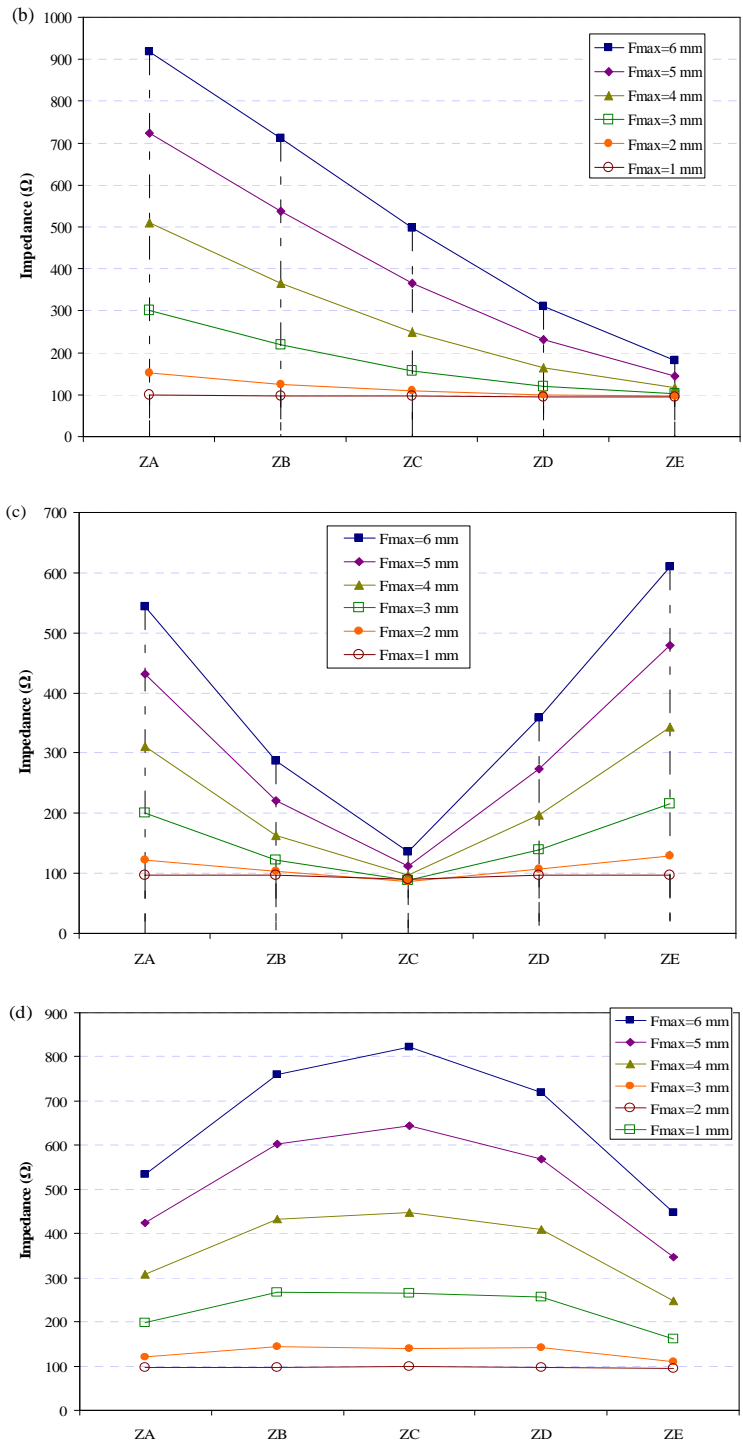 (b)
1000
900
800
700
600
500
400
300
200
100
0
Impedance (Ω)
Fmax=6 mm
Fmax=5 mm
Fmax=4 mm
Fmax=3 mm
Fmax=2 mm
Fmax=1 mm
ZA ZB ZC ZD ZE
(c)
700
600
500
400
300
200
100
0
Impedance (Ω)
Fmax=6 mm
Fmax=5 mm
Fmax=4 mm
Fmax=3 mm
Fmax=2 mm
Fmax=1 mm
ZA ZB ZC ZD ZE
(d)
900
800
700
600
500
400
300
200
100
0
Impedance (Ω)
Fmax=6 mm
Fmax=5 mm
Fmax=4 mm
Fmax=3 mm
Fmax=2 mm
Fmax=1 mm
ZA ZB ZC ZD ZE